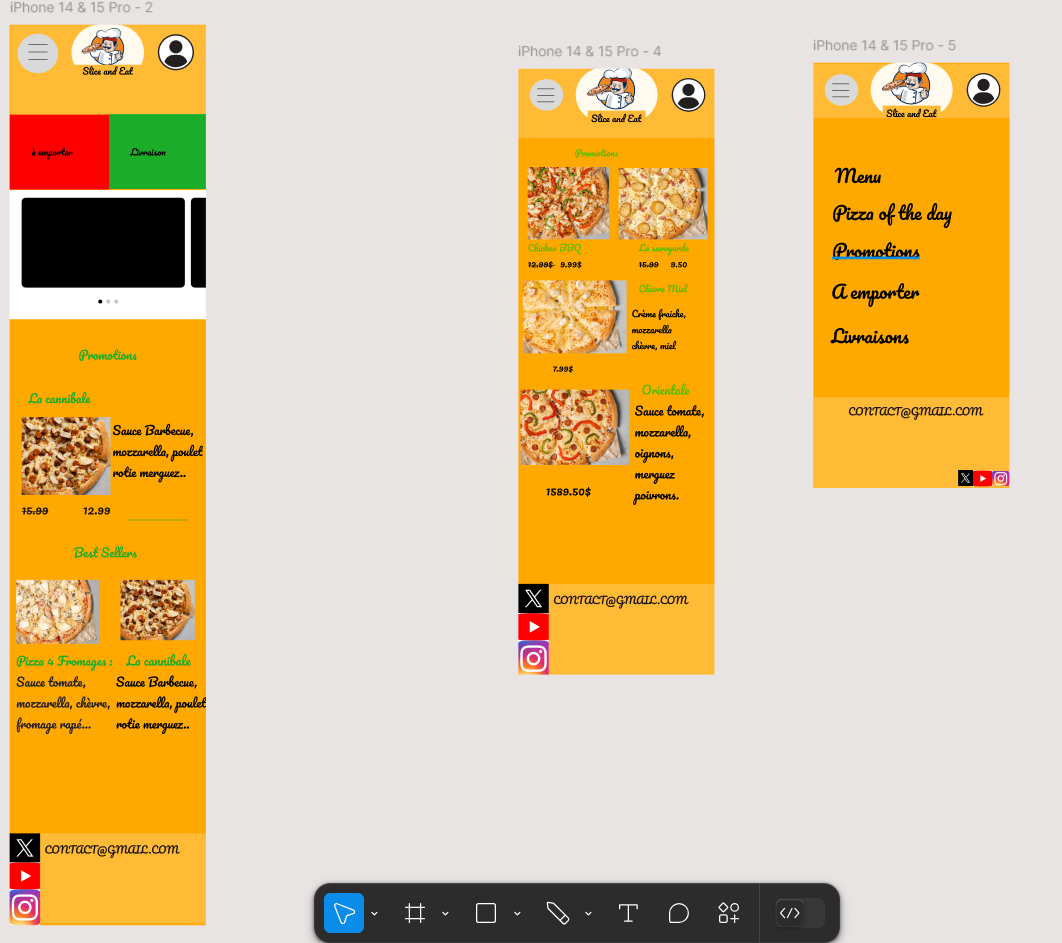 iPhone 14 & 15 Pro - 2
Slice and Eat
à emporter
Livraison
Promotions
La cannibale
Sauce Barbecue,
mozzarella, poulet
rotie merguez..
15.99 12.99
Best Sellers
Pizza 4 Fromages :
Sauce tomate,
mozzarella, chèvre,
fromage rapé...
La cannibale
Sauce Barbecue,
mozzarella, poulet
rotie merguez..
CONTACT@GMAIL.COM
iPhone 14 & 15 Pro - 4
Slice and Eat
Promotions
Chicken BBQ
12.99$ 9.99$
La savoyarde
15.99 9.50
Chèvre Miel
Crème fraiche,
mozzarella
chèvre, miel
7.99$
Orientale
Sauce tomate,
mozzarella,
oignons,
merguez
poivrons.
1589.50$
CONTACT@GMAIL.COM
iPhone 14 & 15 Pro - 5
Slice and Eat
Menu
Pizza of the day
Promotions
A emporter
Livraisons
CONTACT@GMAIL.COM